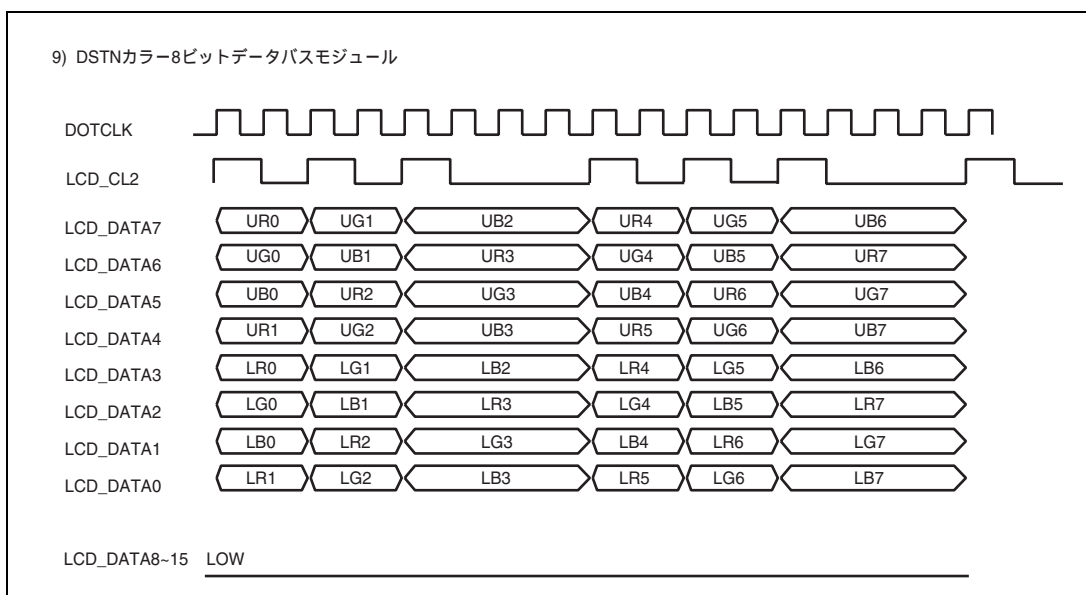 9) DSTNカラー8ビットデータバスモジュール
DOTCLK
LCD_CL2
LCD_DATA7 UR0 UG1 UB2 UR4 UG5 UB6
LCD_DATA6 UG0 UB1 UR3 UG4 UB5 UR7
LCD_DATA5 UB0 UR2 UG3 UB4 UR6 UG7
LCD_DATA4 UR1 UG2 UB3 UR5 UG6 UB7
LCD_DATA3 LR0 LG1 LB2 LR4 LG5 LB6
LCD_DATA2 LG0 LB1 LR3 LG4 LB5 LR7
LCD_DATA1 LB0 LR2 LG3 LB4 LR6 LG7
LCD_DATA0 LR1 LG2 LB3 LR5 LG6 LB7
LCD_DATA8~15 LOW